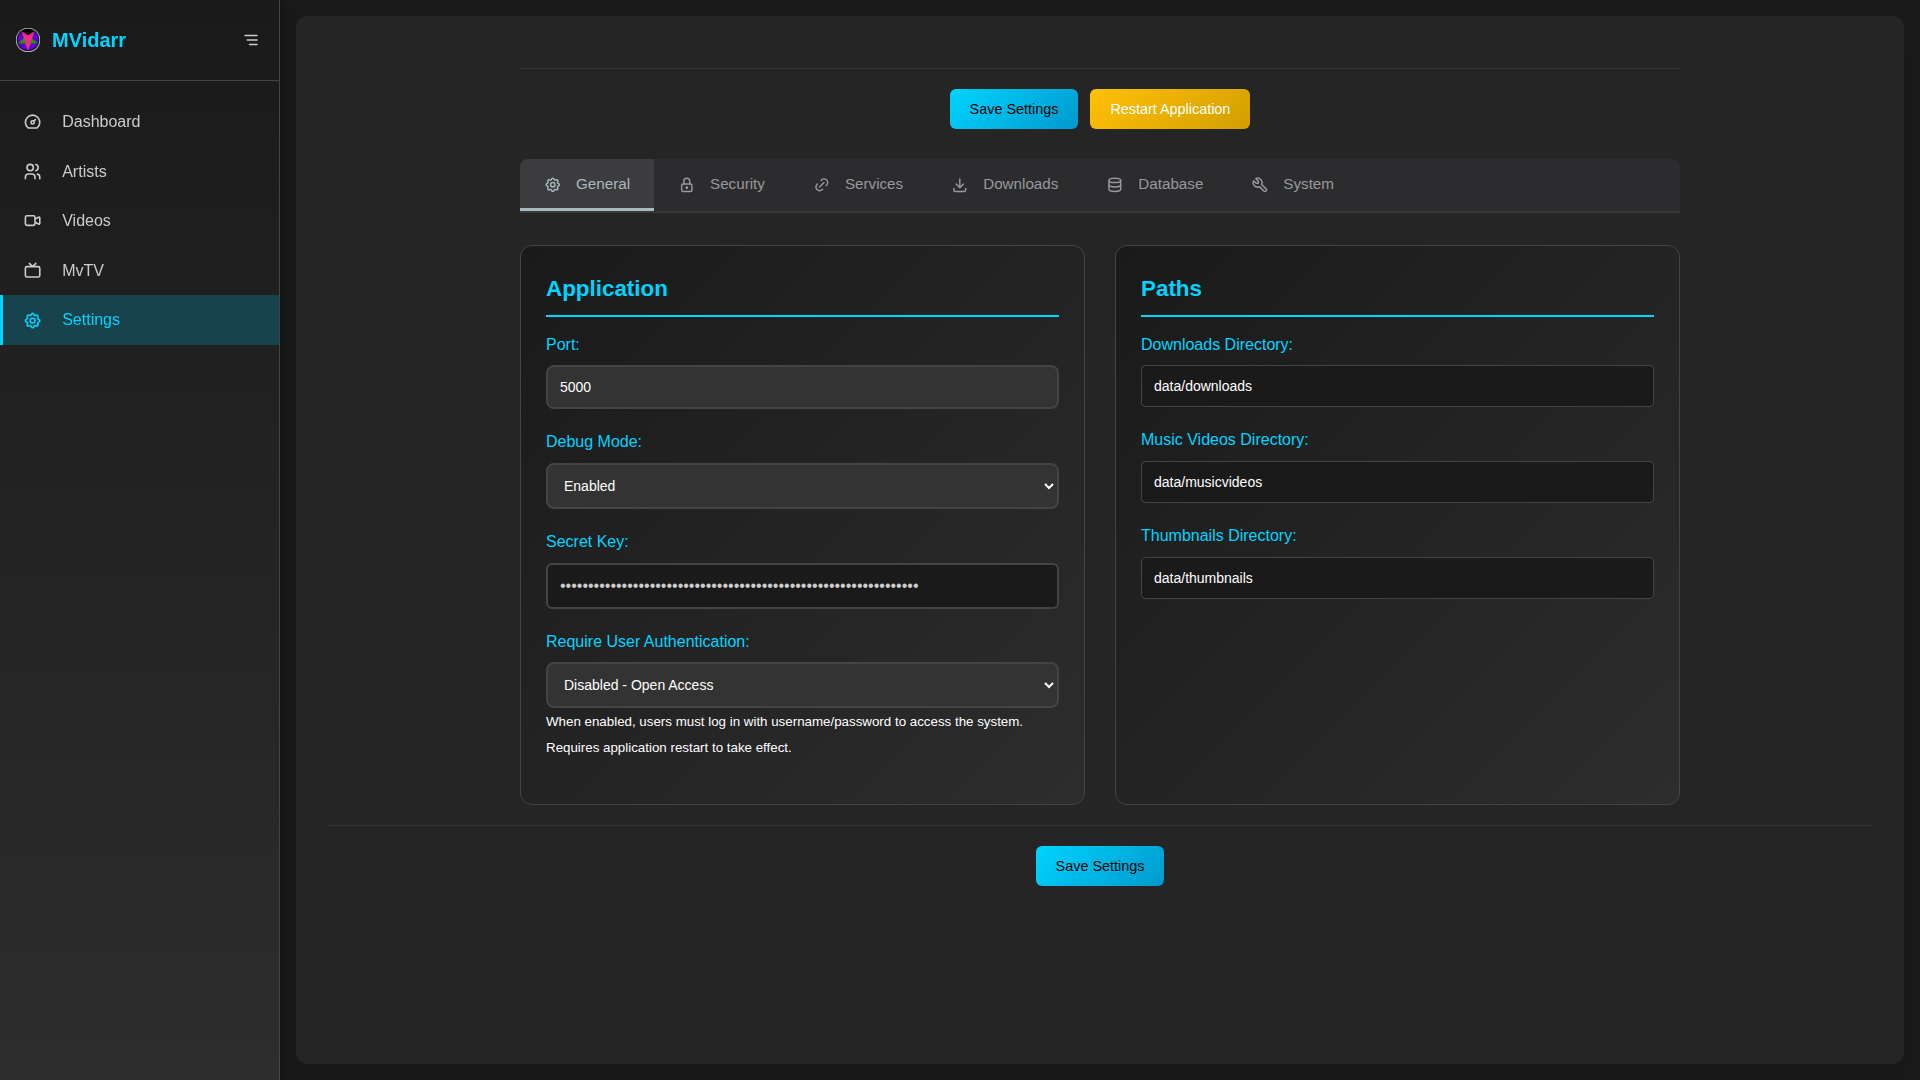 MVidarr
Dashboard
Artists
Videos
MvTV
Settings
Save Settings
Restart Application
General
Security
Services
Downloads
Database
System
Application
Port:
5000
Debug Mode:
Enabled
Secret Key:
••••••••••••••••••••••••••••••••••••••••••••••••••••••••••••••••
Require User Authentication:
Disabled - Open Access
When enabled, users must log in with username/password to access the system.
Requires application restart to take effect.
Paths
Downloads Directory:
data/downloads
Music Videos Directory:
data/musicvideos
Thumbnails Directory:
data/thumbnails
Save Settings